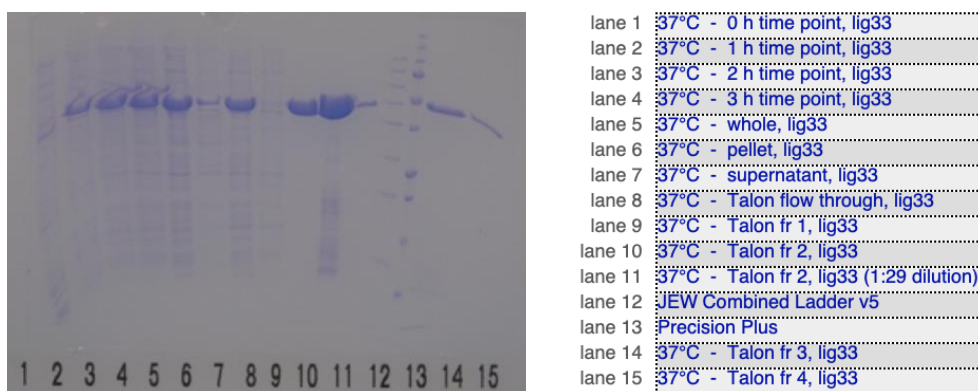 1 2 3 4 5 6 7 8 9 10 11 12 13 14 15
lane 1 37°C - 0 h time point, lig33
lane 2 37°C - 1 h time point, lig33
lane 3 37°C - 2 h time point, lig33
lane 4 37°C - 3 h time point, lig33
lane 5 37°C - whole, lig33
lane 6 37°C - pellet, lig33
lane 7 37°C - supernatant, lig33
lane 8 37°C - Talon flow through, lig33
lane 9 37°C - Talon fr 1, lig33
lane 10 37°C - Talon fr 2, lig33
lane 11 37°C - Talon fr 2, lig33 (1:29 dilution)
lane 12 JEW Combined Ladder v5
lane 13 Precision Plus
lane 14 37°C - Talon fr 3, lig33
lane 15 37°C - Talon fr 4, lig33